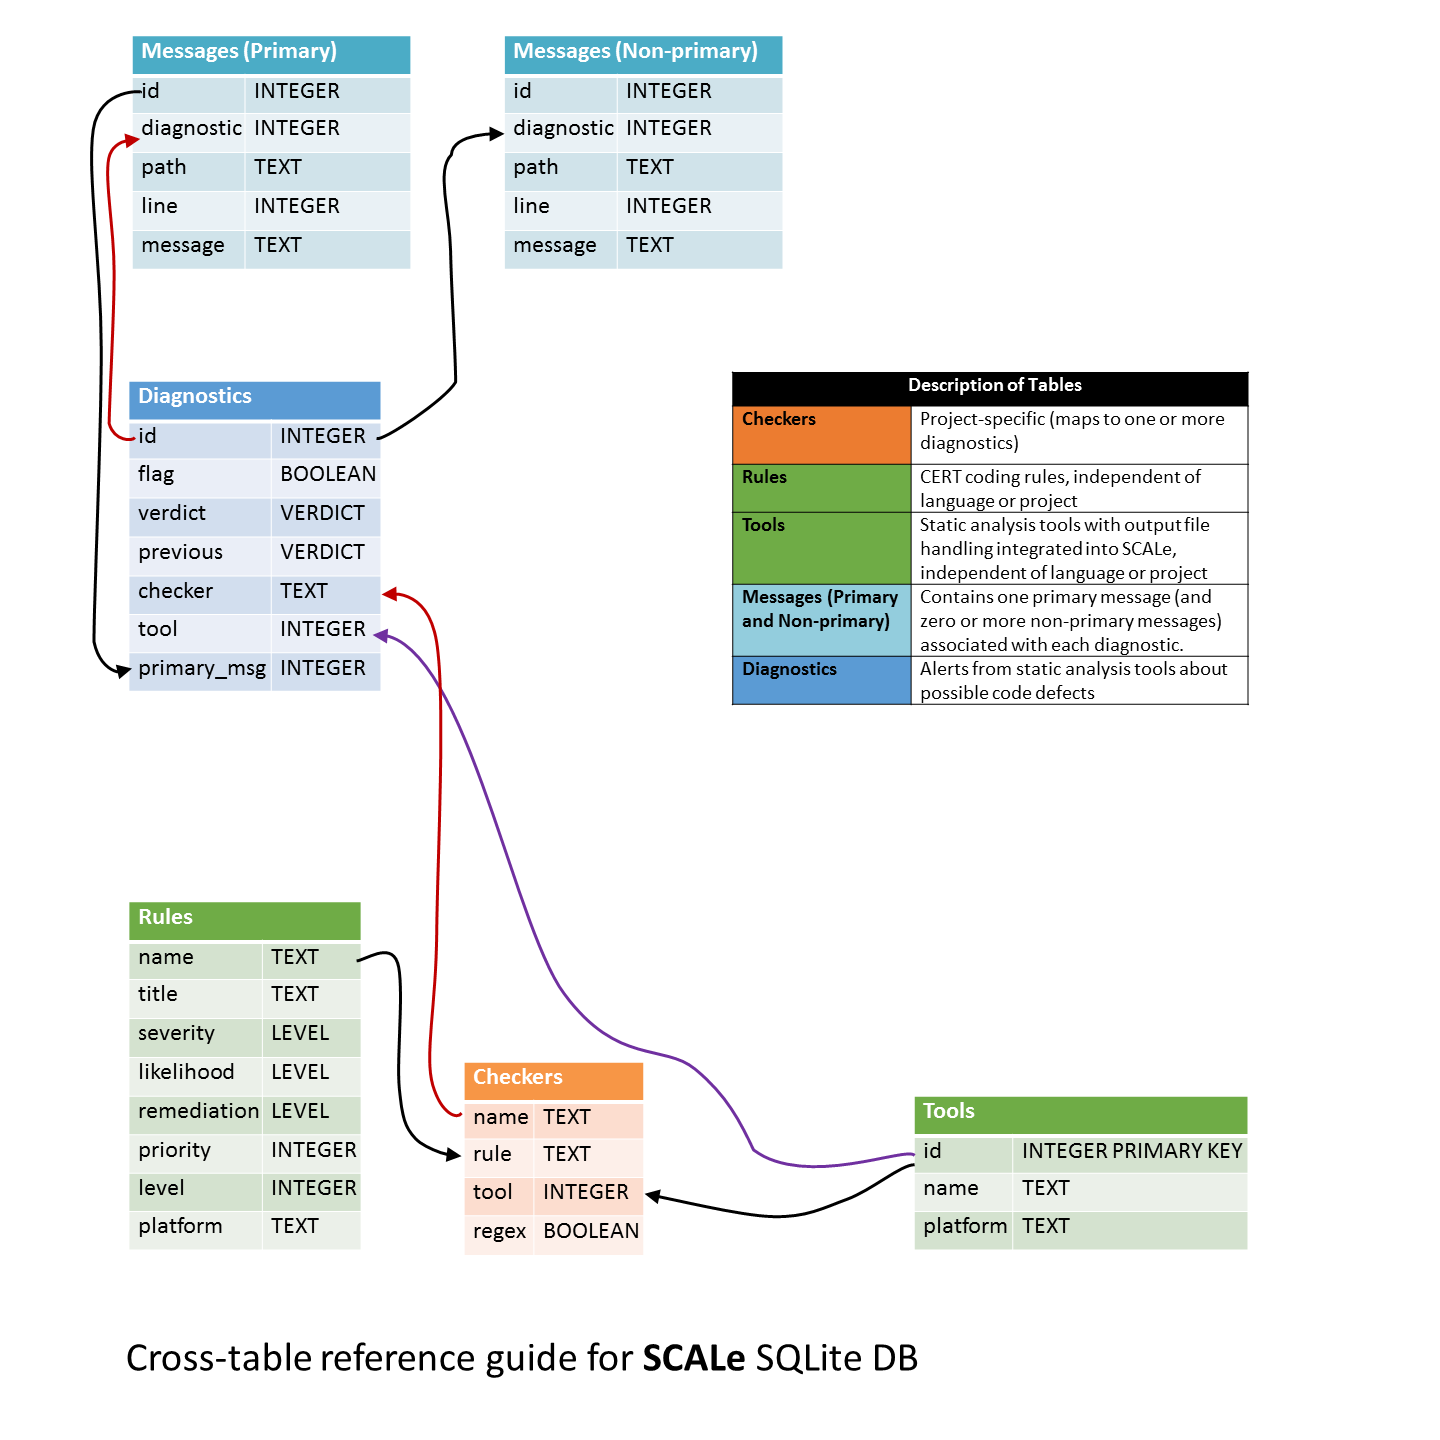 Messages (Primary)
id INTEGER
diagnostic INTEGER
path TEXT
line INTEGER
message TEXT
Messages (Non-primary)
id INTEGER
diagnostic INTEGER
path TEXT
line INTEGER
message TEXT
Diagnostics
id INTEGER
flag BOOLEAN
verdict VERDICT
previous VERDICT
checker TEXT
tool INTEGER
primary_msg INTEGER
Description of Tables
Checkers Project-specific (maps to one or more
diagnostics)
Rules CERT coding rules, independent of
language or project
Tools Static analysis tools with output file
handling integrated into SCALe,
independent of language or project
Messages (Primary Contains one primary message (and
and Non-primary) zero or more non-primary messages)
associated with each diagnostic.
Diagnostics Alerts from static analysis tools about
possible code defects
Rules
name TEXT
title TEXT
severity LEVEL
likelihood LEVEL
remediation LEVEL
priority INTEGER
level INTEGER
platform TEXT
Checkers
name TEXT
rule TEXT
tool INTEGER
regex BOOLEAN
Tools
id INTEGER PRIMARY KEY
name TEXT
platform TEXT
Cross-table reference guide for SCALe SQLite DB